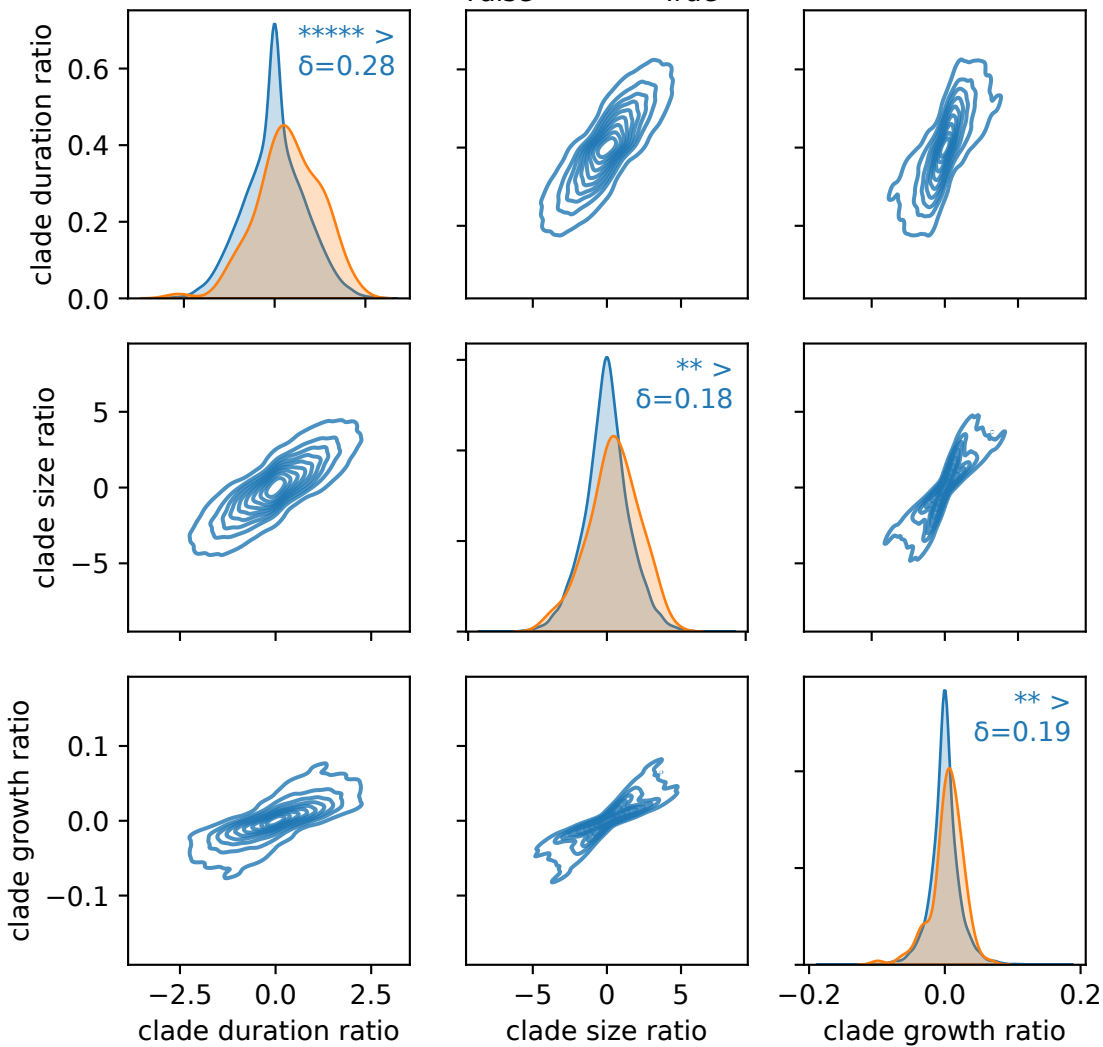 clade duration ratio
0.6
0.4
0.2
0.0
***** >
δ=0.28
clade size ratio
5
0
−5
** >
δ=0.18
clade growth ratio
0.1
0.0
−0.1
** >
δ=0.19
−2.5 0.0 2.5
−5 0 5
−0.2 0.0 0.2
clade duration ratio
clade size ratio
clade growth ratio